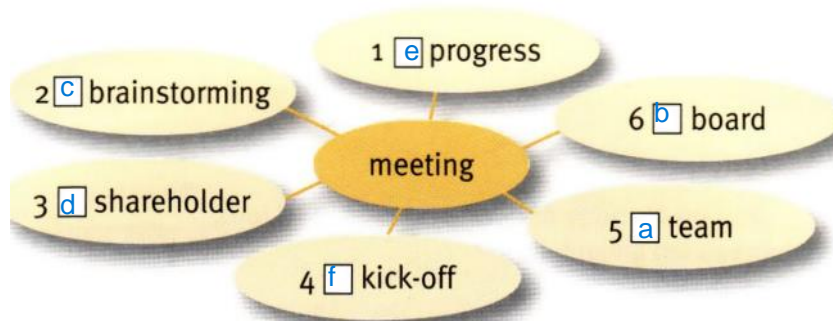 1 e progress
2 c brainstorming
6 b board
meeting
3 d shareholder
5 a team
4 f kick-off